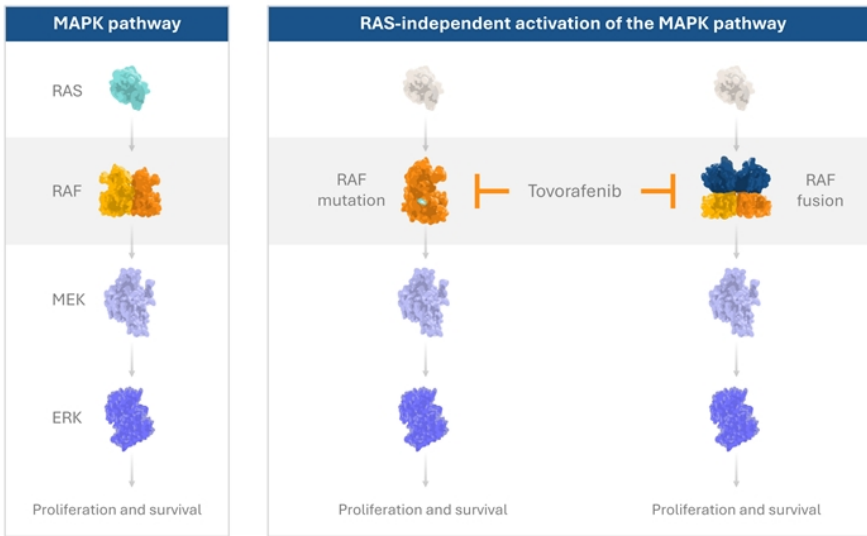 MAPK pathway
RAS-independent activation of the MAPK pathway
RAS
RAF
RAF
mutation
Tovorafenib
RAF
fusion
MEK
ERK
Proliferation and survival
Proliferation and survival
Proliferation and survival